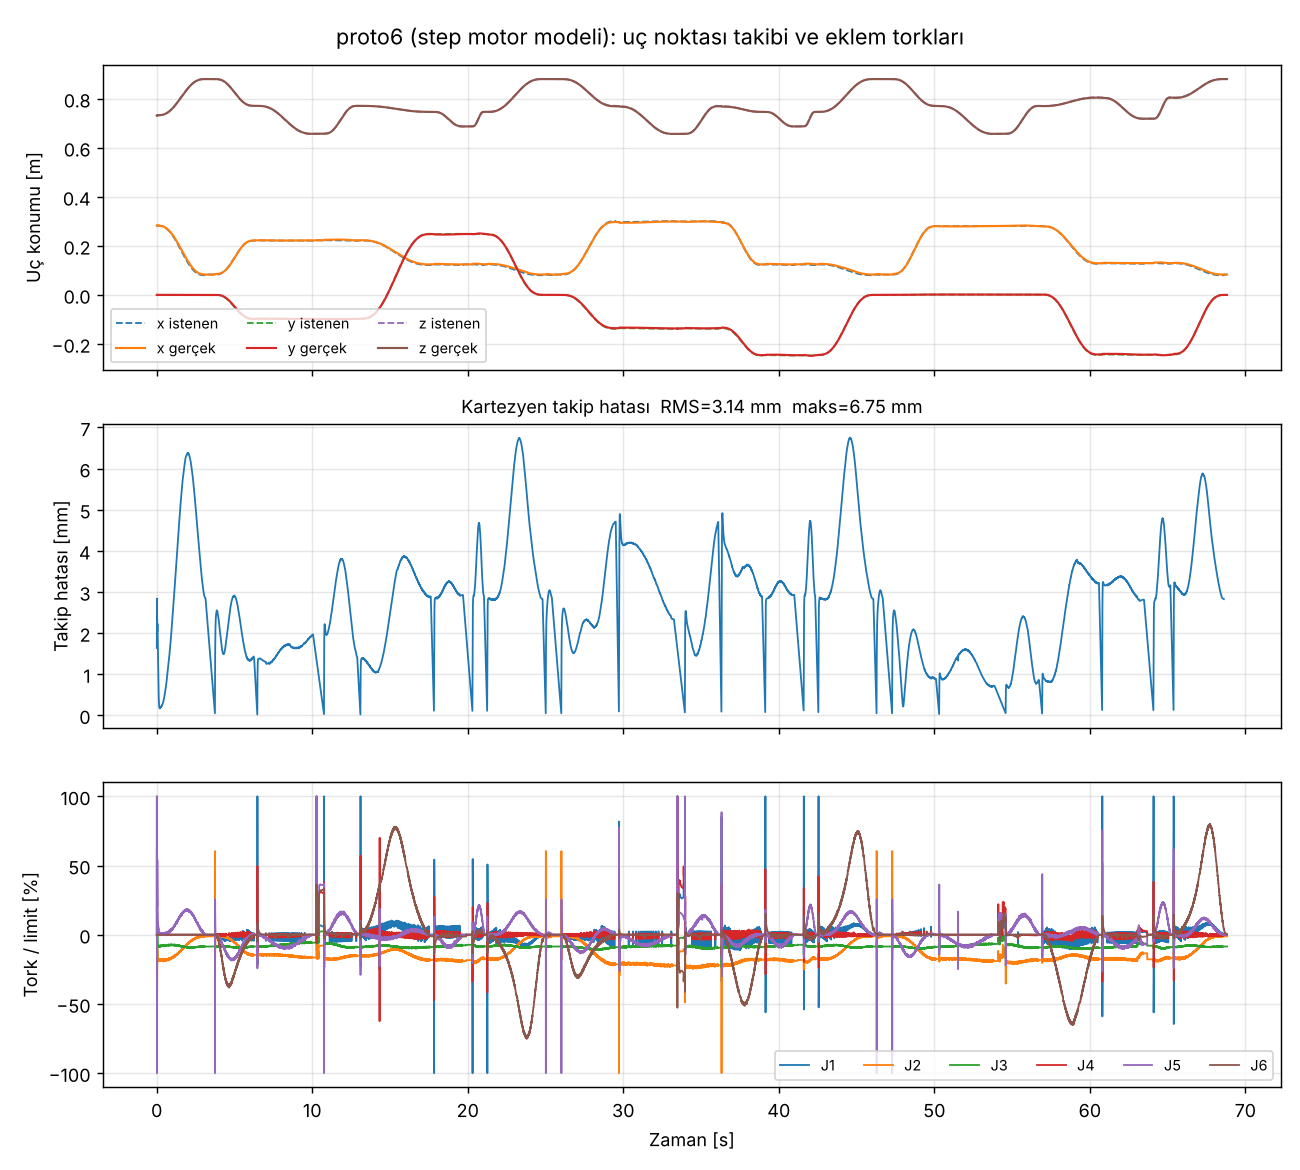 proto6 (step motor modeli): uç noktası takibi ve eklem torkları
Uç konumu [m]
0.8
0.6
0.4
0.2
0.0
−0.2
x istenen
y istenen
z istenen
x gerçek
y gerçek
z gerçek
Kartezyen takip hatası RMS=3.14 mm maks=6.75 mm
Takip hatası [mm]
7
6
5
4
3
2
1
0
Tork / limit [%]
100
50
0
−50
−100
J1
J2
J3
J4
J5
J6
0
10
20
30
40
50
60
70
Zaman [s]